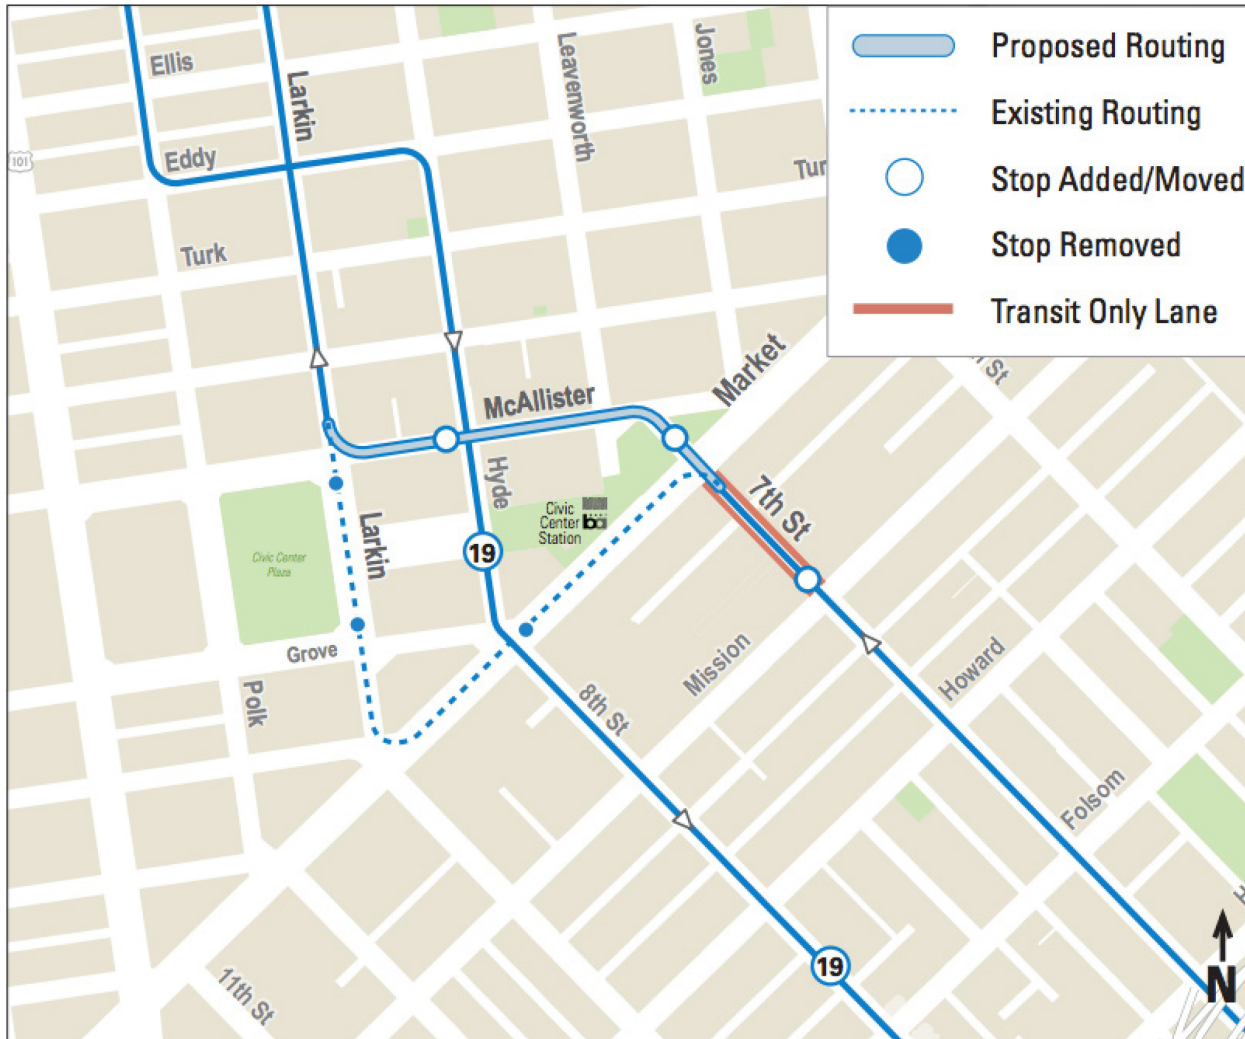 Proposed Routing
Existing Routing
Stop Added/Moved
Stop Removed
Transit Only Lane
Ellis
Larkin
Leavenworth
Jones
101
Eddy
Turk
Market
McAllister
Hyde
7th St
Civic
Center
Station
19
Larkin
Civic Center
Plaza
Grove
Polk
8th St
Mission
Howard
Folsom
11th St
19
N